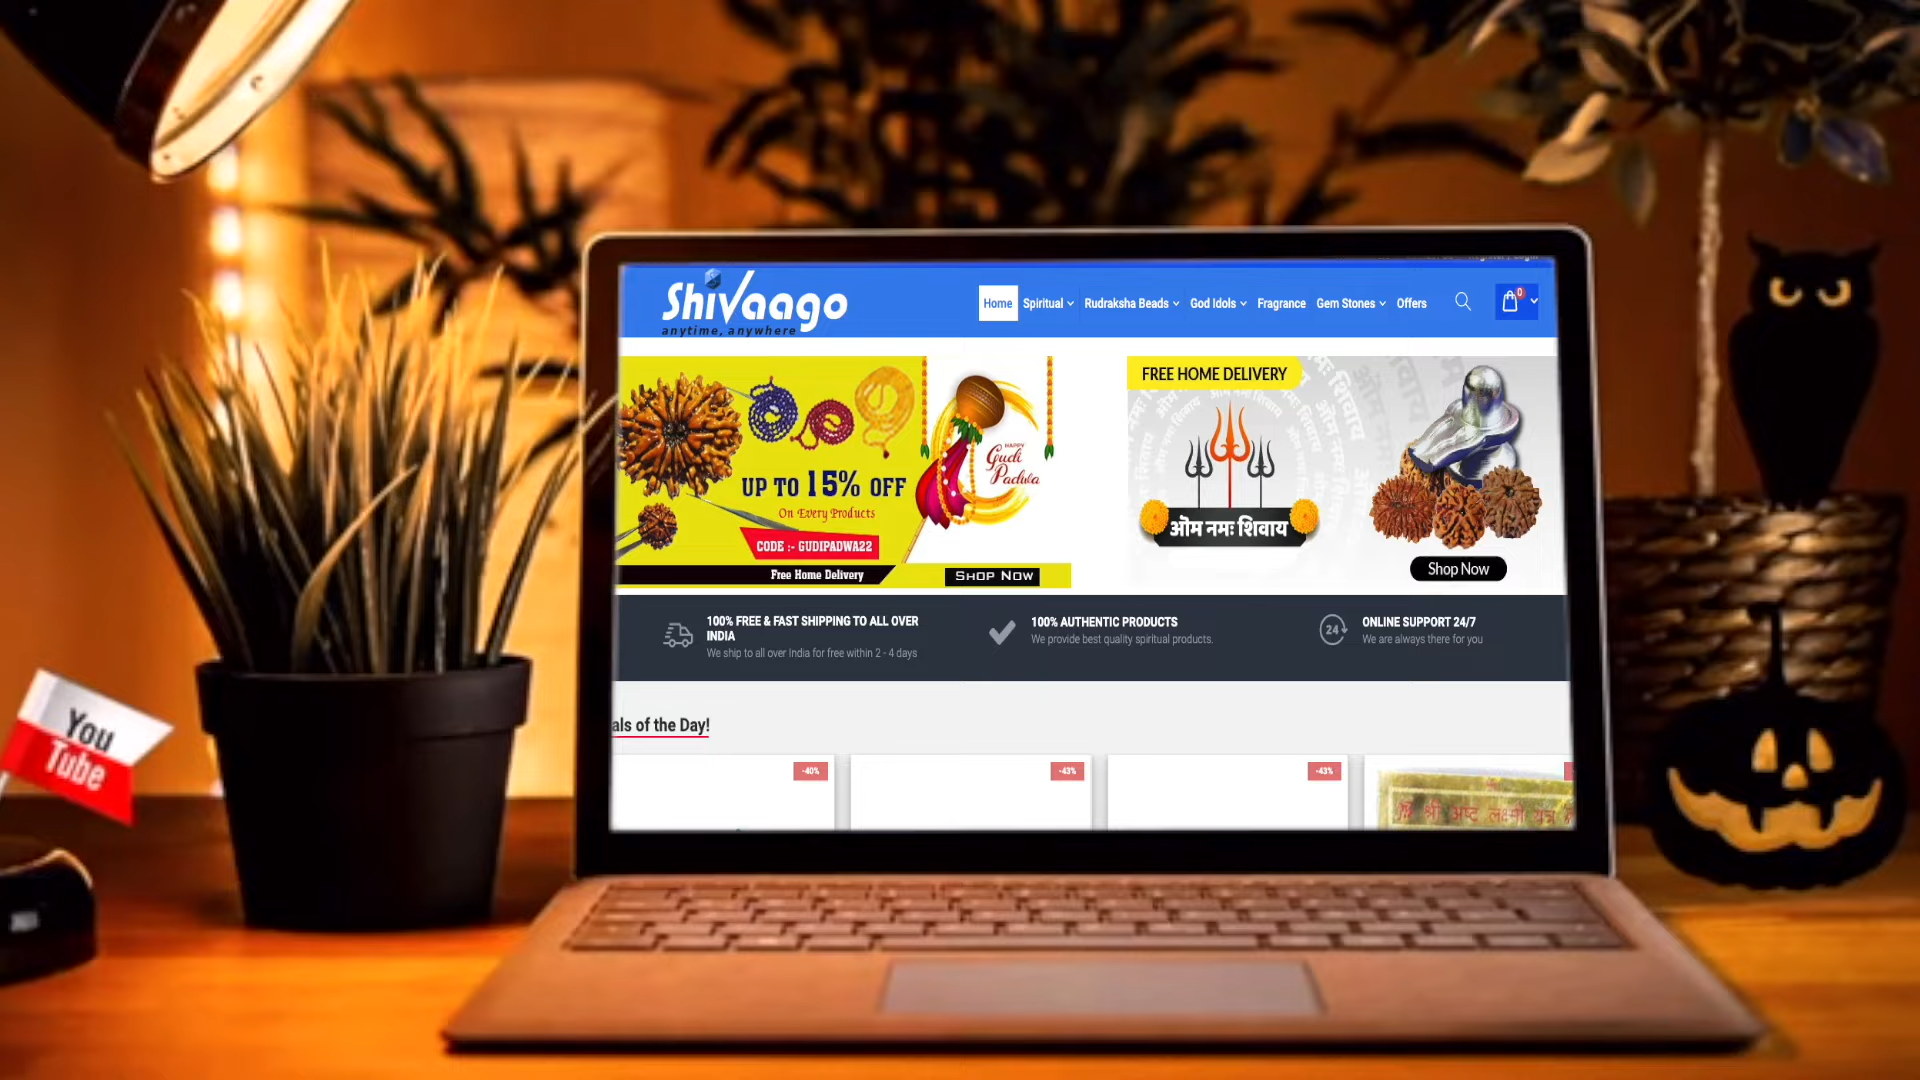 Shivaago
anytime, anywhere
Home Spiritual Rudraksha Beads God Idols Fragrance Gem Stones Offers
0
UP TO 15% OFF
On Every Products
CODE :- GUDIPADWA22
Free Home Delivery
SHOP NOW
HAPPY
Gudi
Padwa
FREE HOME DELIVERY
ॐ नमः शिवाय
Shop Now
100% FREE & FAST SHIPPING TO ALL OVER
INDIA
We ship to all over India for free within 2 - 4 days
100% AUTHENTIC PRODUCTS
We provide best quality spiritual products.
24
ONLINE SUPPORT 24/7
We are always there for you
als of the Day!
-40%
-43%
-43%
श्री अष्ट लक्ष्मी यंत्र
You
Tube